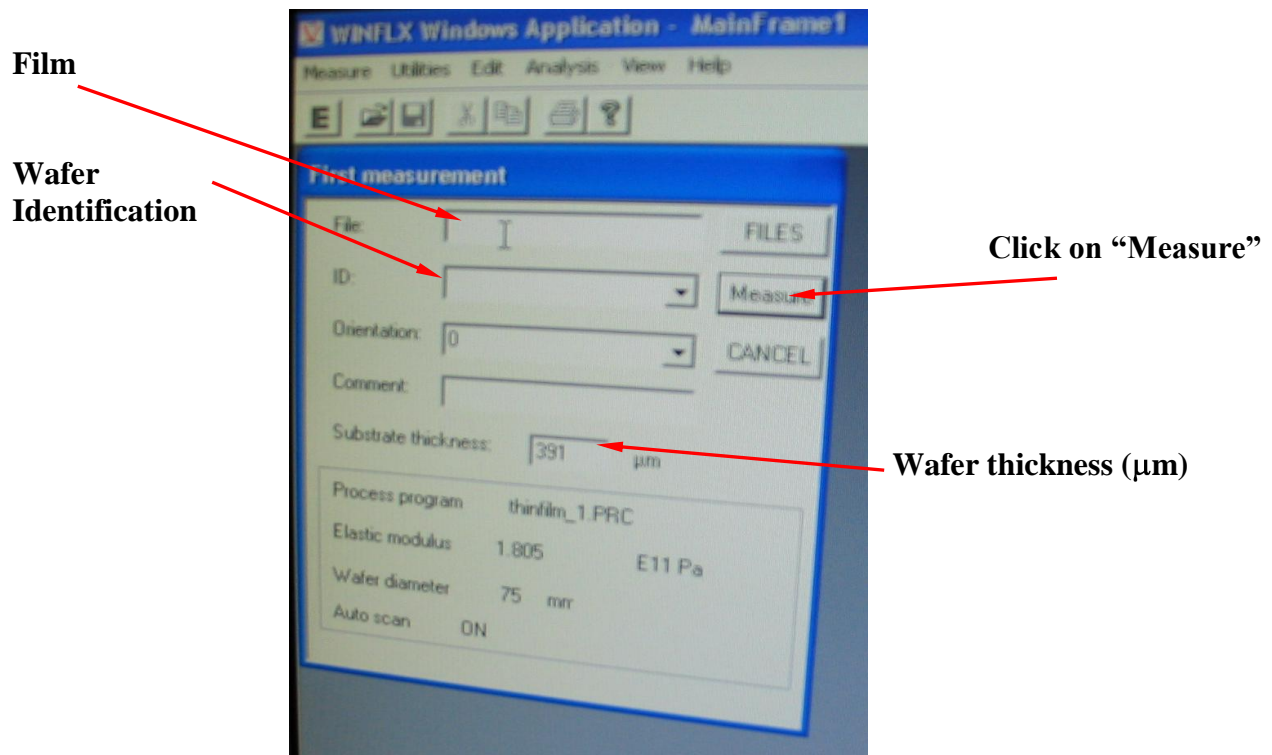 WINFLX Windows Application - MainFrame1
Measure Utilities Edit Analysis View Help
E
Film
Wafer
Identification
First measurement
File:
FILES
ID:
Measure
Click on “Measure”
Orientation: 0
CANCEL
Comment:
Substrate thickness: 391 µm
Wafer thickness (µm)
Process program thinfilm_1.PRC
Elastic modulus 1.805 E11 Pa
Wafer diameter 75 mm
Auto scan ON